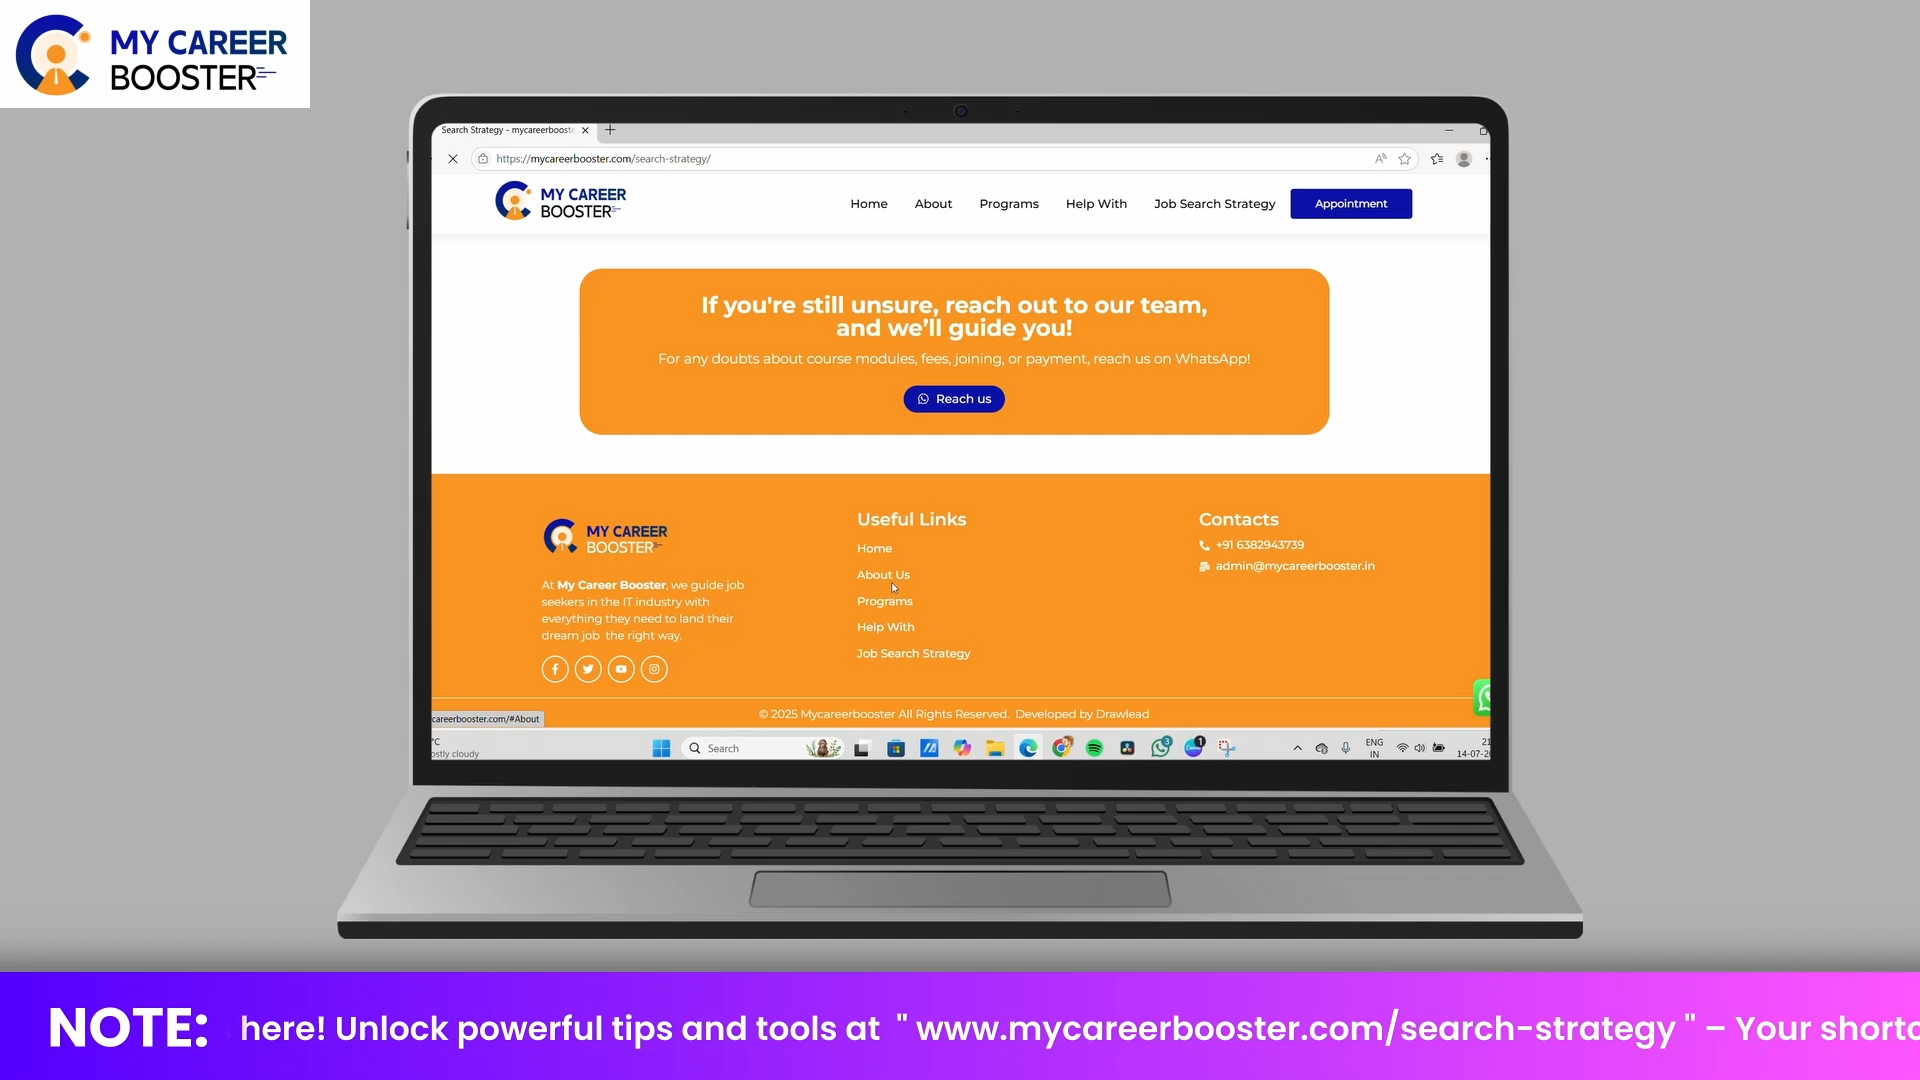 MY CAREER
BOOSTER
Search Strategy - mycareerbooste
https://mycareerbooster.com/search-strategy/
MY CAREER
BOOSTER
Home About Programs Help With Job Search Strategy Appointment
If you're still unsure, reach out to our team,
and we’ll guide you!
For any doubts about course modules, fees, joining, or payment, reach us on WhatsApp!
Reach us
MY CAREER
BOOSTER
At My Career Booster, we guide job
seekers in the IT industry with
everything they need to land their
dream job the right way.
Useful Links
Home
About Us
Programs
Help With
Job Search Strategy
Contacts
+91 6382943739
admin@mycareerbooster.in
© 2025 Mycareerbooster All Rights Reserved. Developed by Drawlead
careerbooster.com/#About
°C
ostly cloudy
Search
3
1
ENG
IN
21
14-07-2
NOTE: here! Unlock powerful tips and tools at " www.mycareerbooster.com/search-strategy " – Your shortc